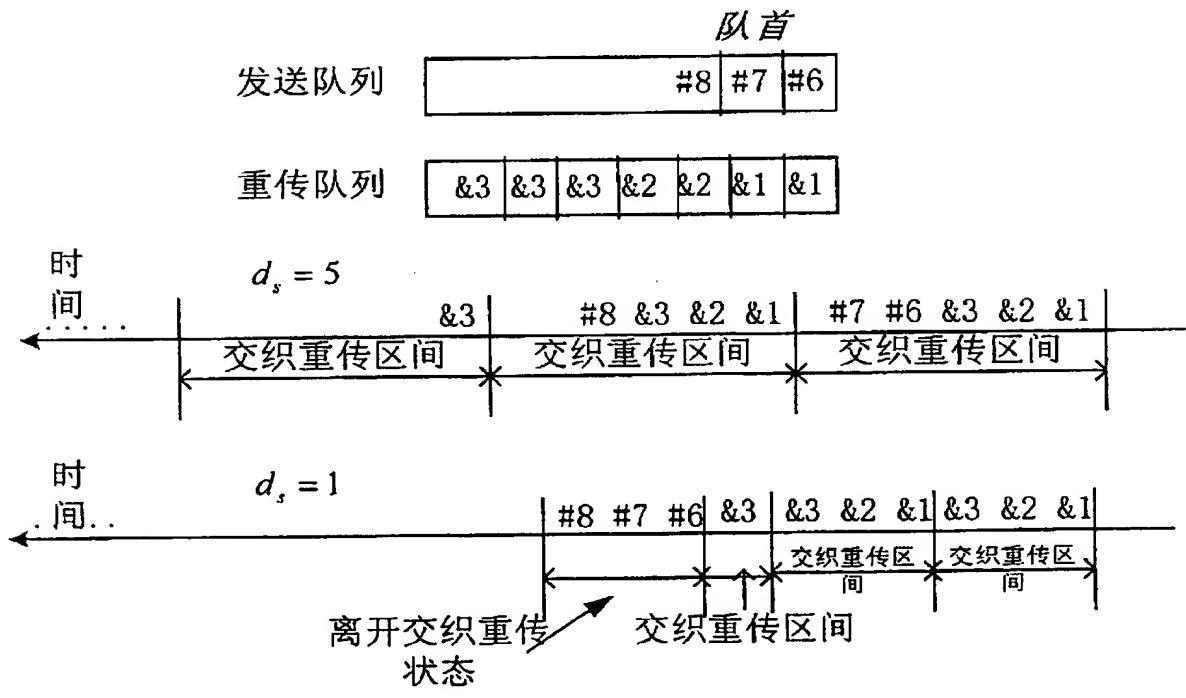 队首
发送队列 #8 #7 #6
重传队列 &3 &3 &3 &2 &2 &1 &1
时间 d_s = 5
&3 #8 &3 &2 &1 #7 #6 &3 &2 &1
.....
交织重传区间 交织重传区间 交织重传区间
时间 d_s = 1
#8 #7 #6 &3 &3 &2 &1 &3 &2 &1
交织重传区间 交织重传区间
离开交织重传状态 交织重传区间